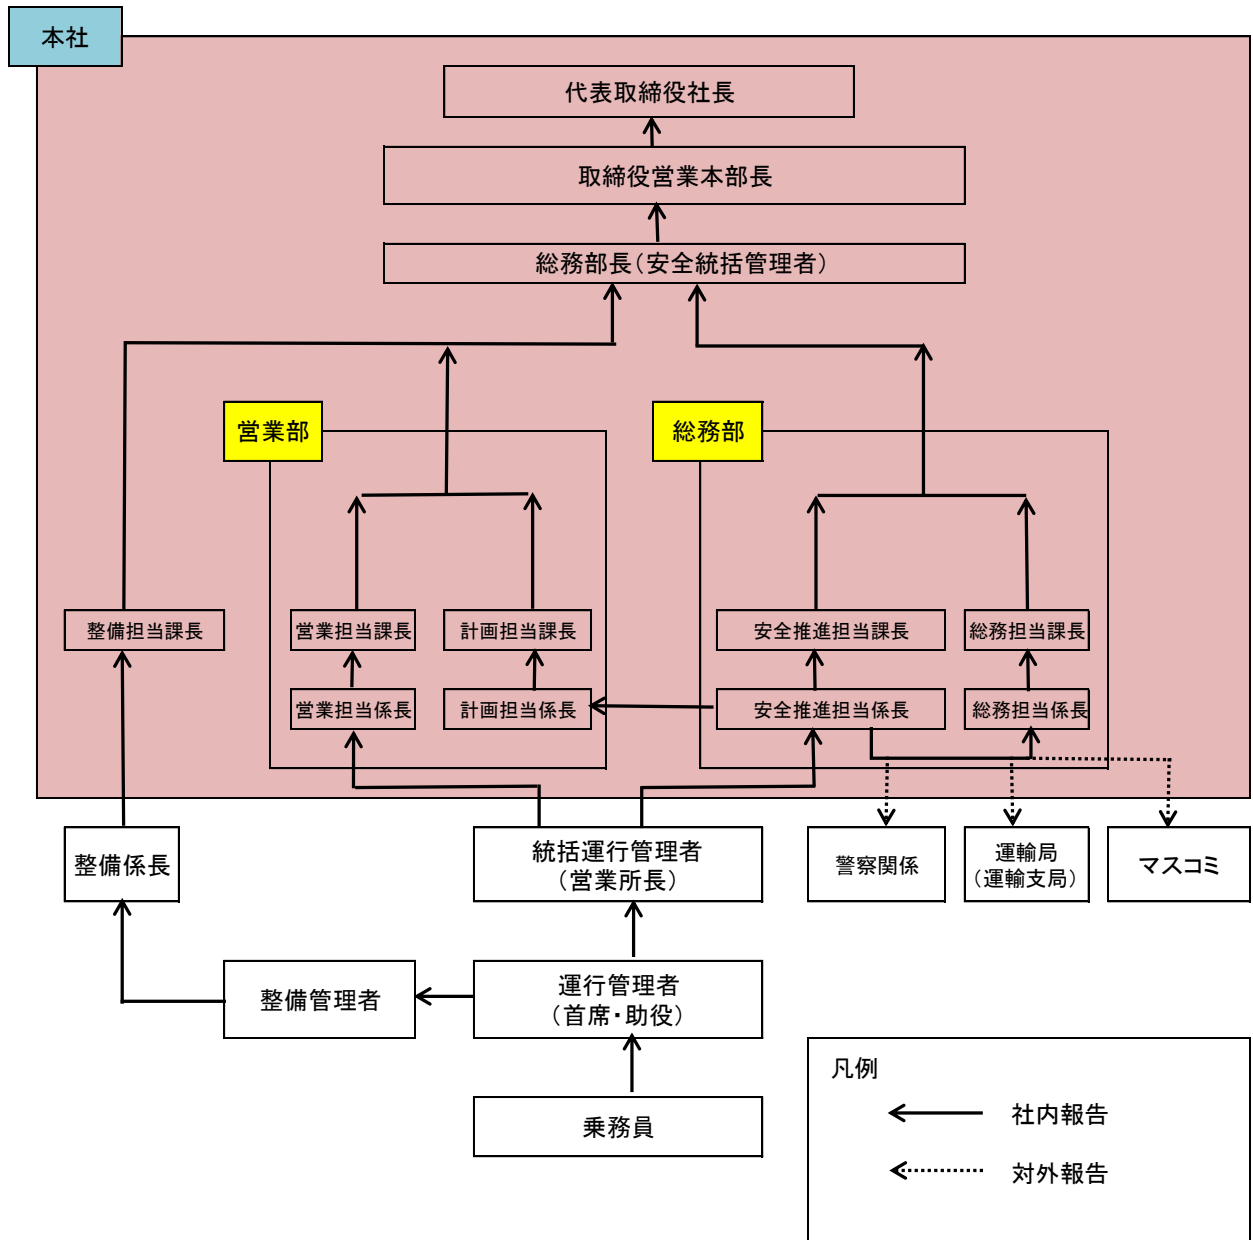 本社
代表取締役社長
取締役営業本部長
総務部長（安全統括管理者）
営業部
総務部
整備担当課長
営業担当課長
計画担当課長
安全推進担当課長
総務担当課長
営業担当係長
計画担当係長
安全推進担当係長
総務担当係長
整備係長
統括運行管理者
（営業所長）
警察関係
運輸局
（運輸支局）
マスコミ
整備管理者
運行管理者
（首席・助役）
乗務員
凡例
社内報告
対外報告